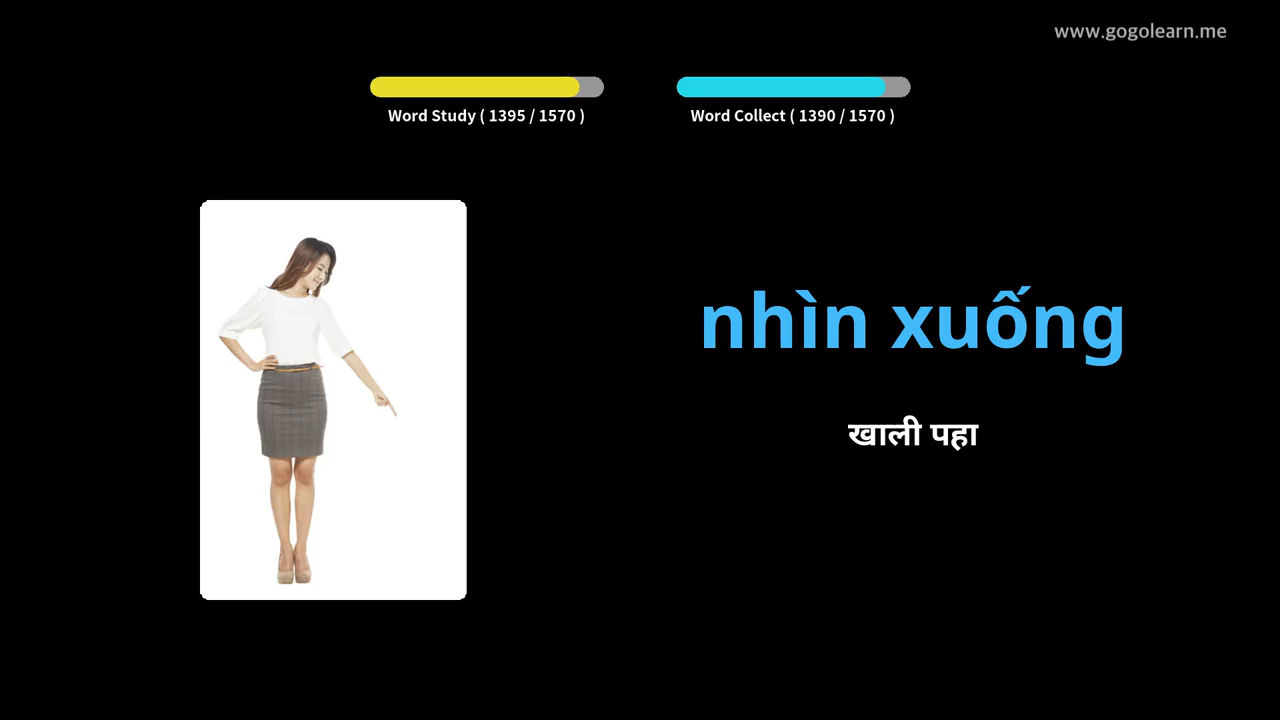 www.gogolearn.me
Word Study ( 1395 / 1570 )
Word Collect ( 1390 / 1570 )
nhìn xuống
खाली पहा